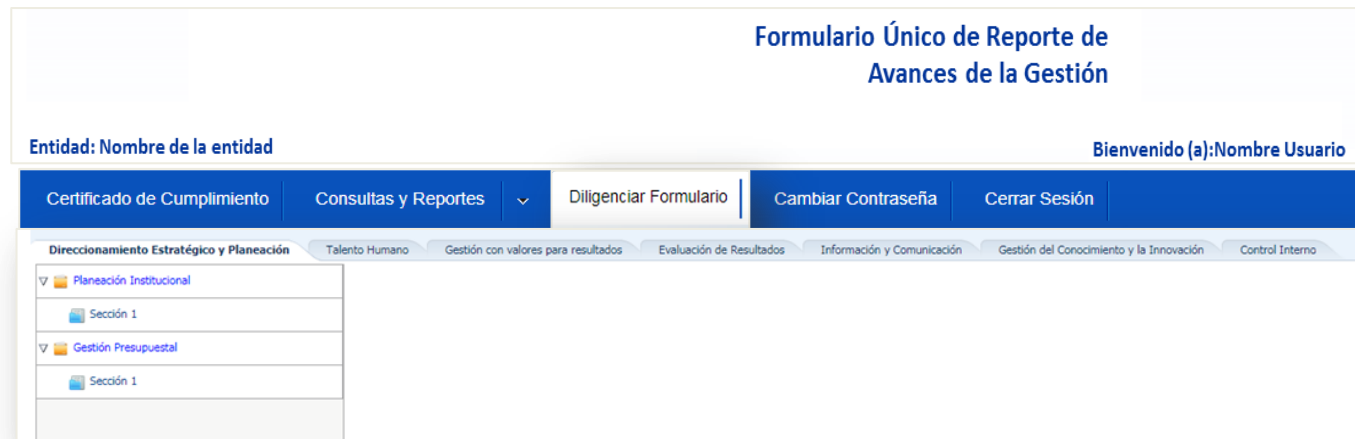 Formulario Único de Reporte de
Avances de la Gestión
Entidad: Nombre de la entidad
Bienvenido (a):Nombre Usuario
Certificado de Cumplimiento Consultas y Reportes Diligenciar Formulario Cambiar Contraseña Cerrar Sesión
Direccionamiento Estratégico y Planeación Talento Humano Gestión con valores para resultados Evaluación de Resultados Información y Comunicación Gestión del Conocimiento y la Innovación Control Interno
Planeación Institucional
Sección 1
Gestión Presupuestal
Sección 1